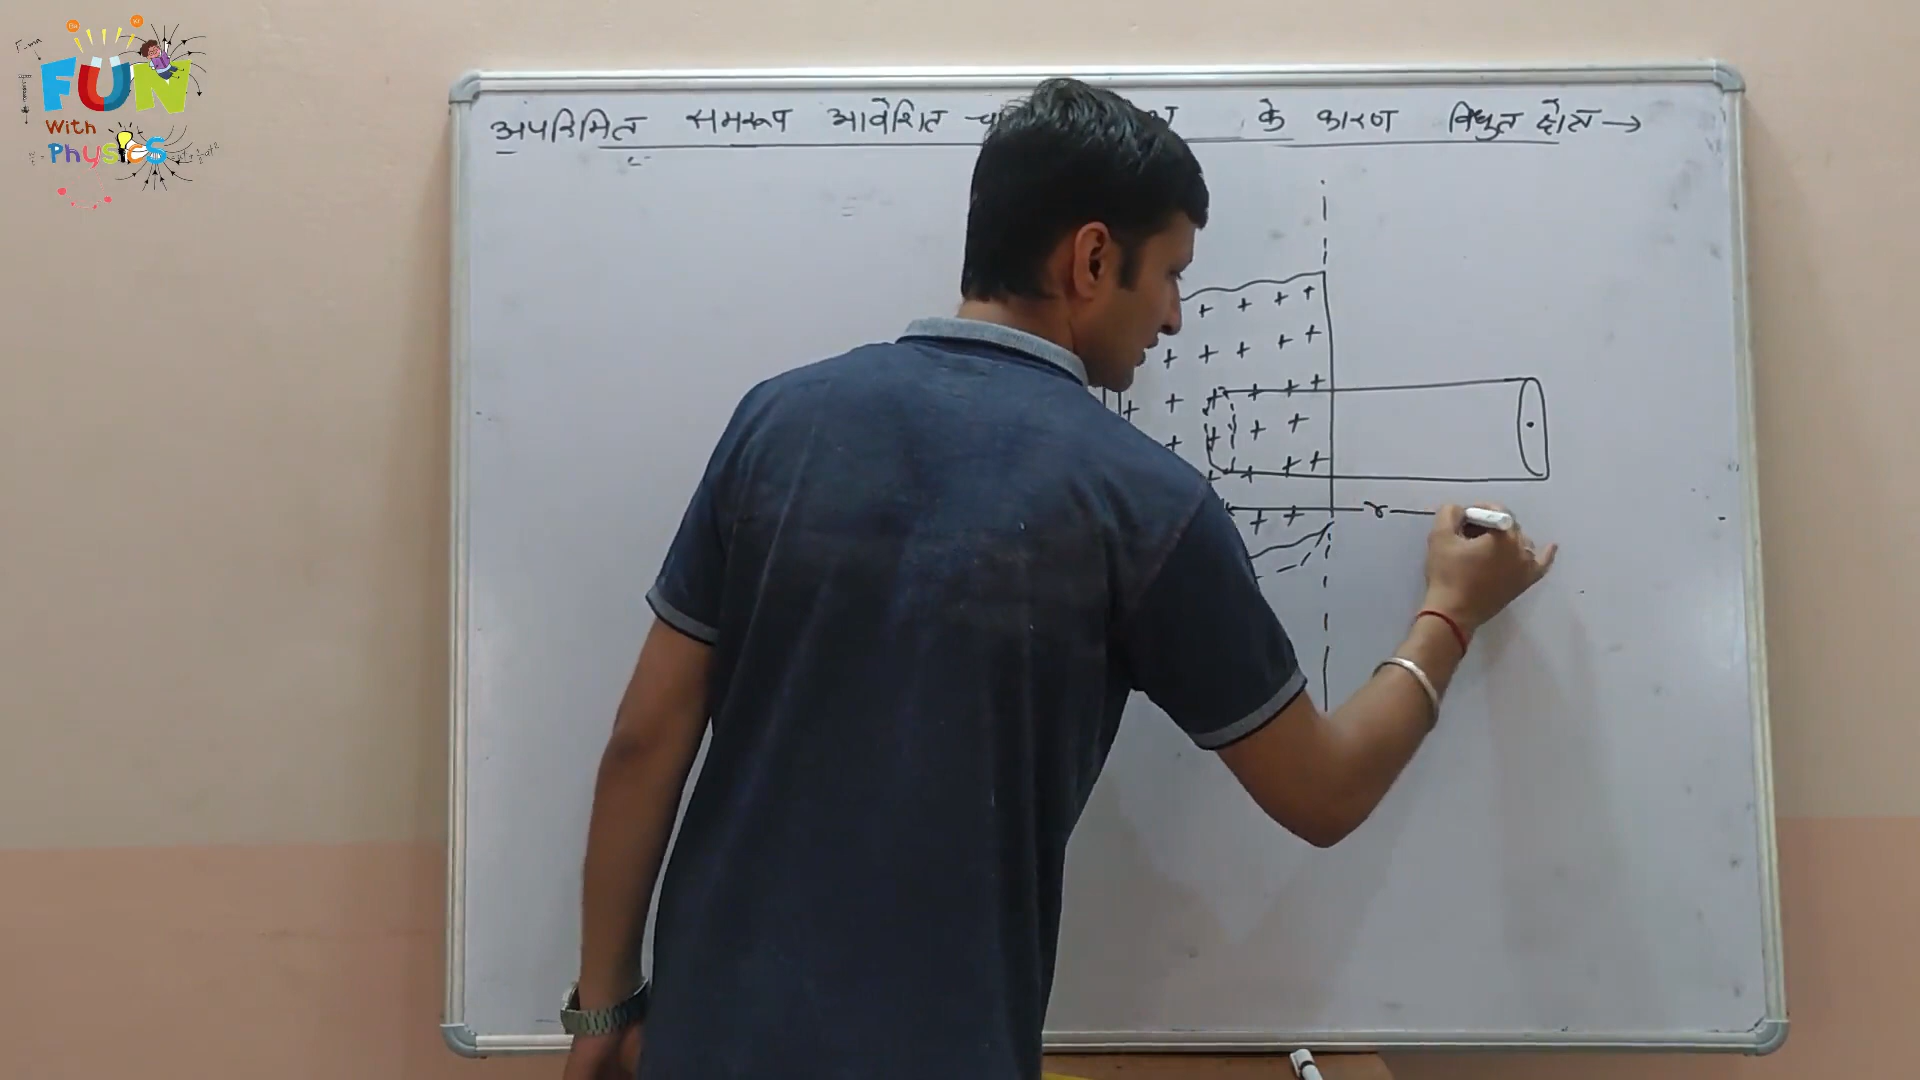 FUN
With
Physics
अपरिमित समरूप आवेशित के कारण विधुत क्षेत्र →
r